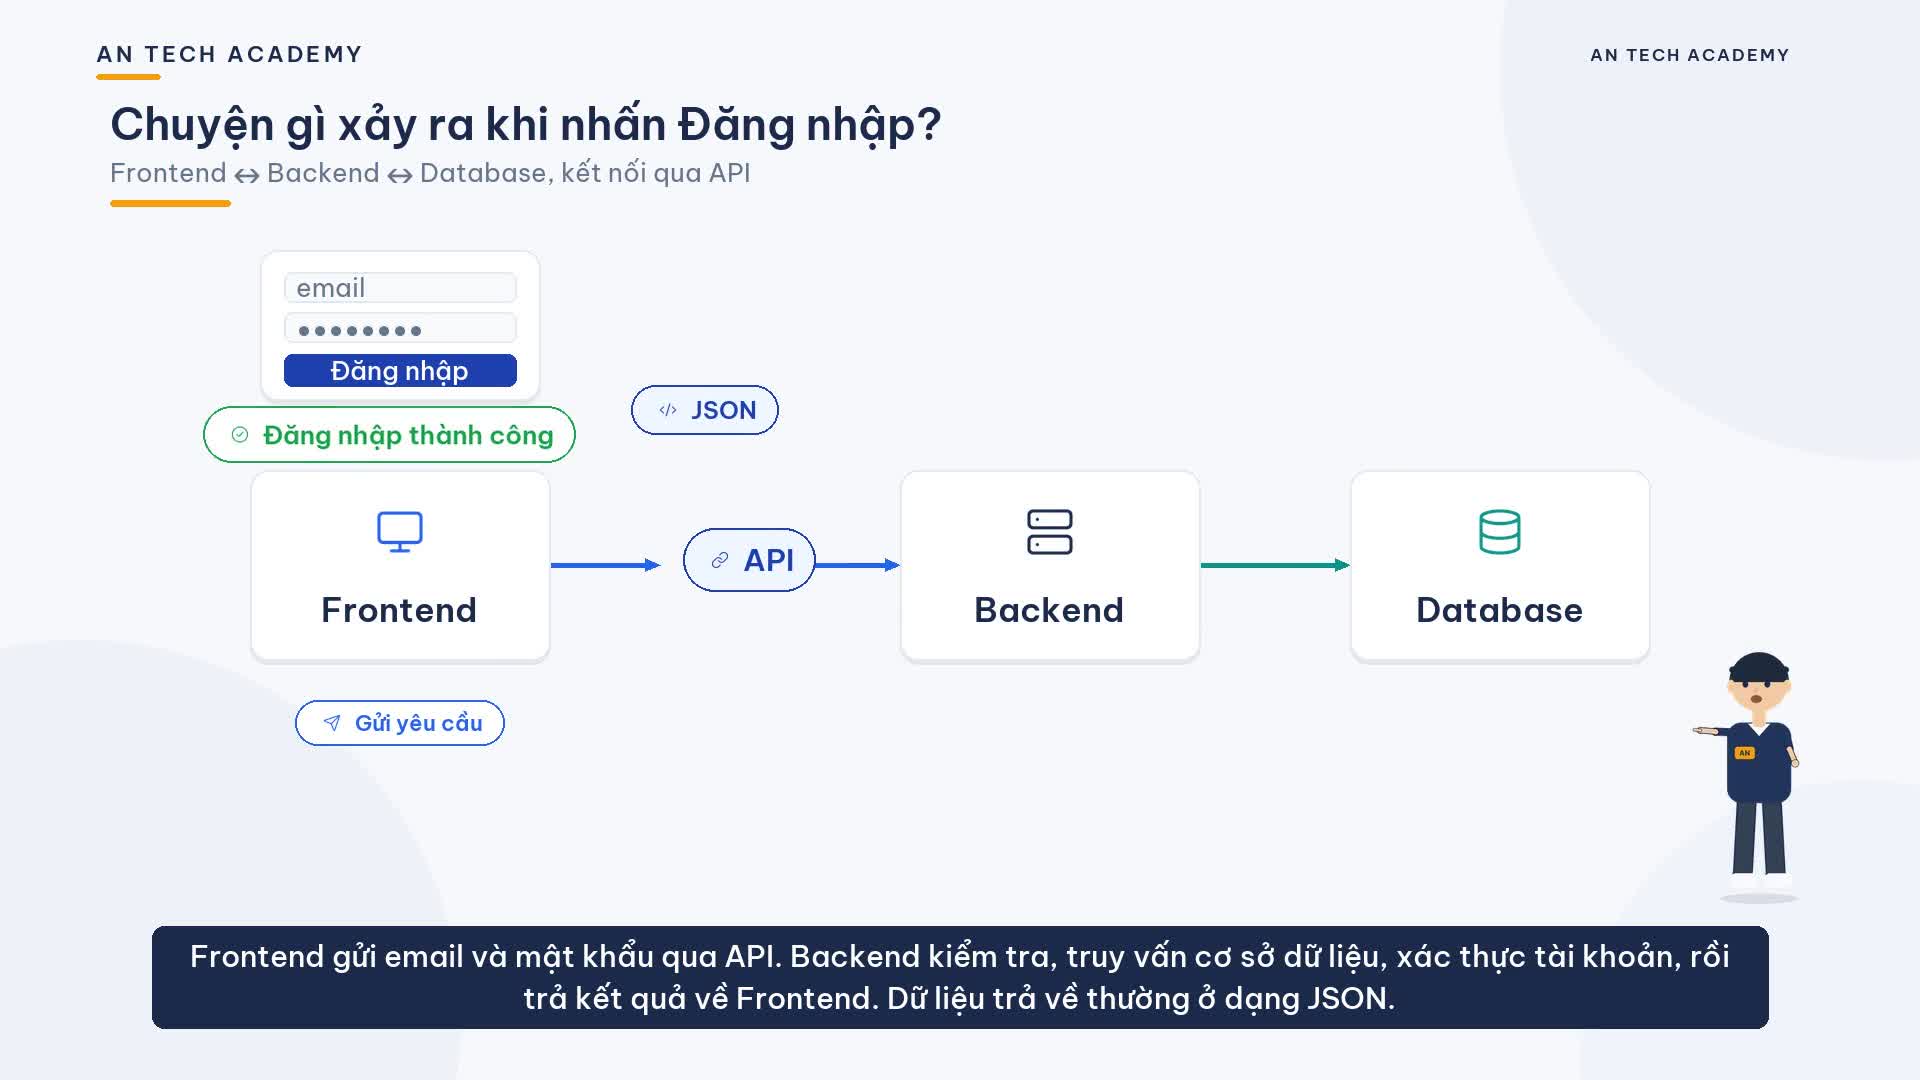 AN TECH ACADEMY
AN TECH ACADEMY
Chuyện gì xảy ra khi nhấn Đăng nhập?
Frontend ↔ Backend ↔ Database, kết nối qua API
email
Đăng nhập
Đăng nhập thành công
JSON
Frontend
API
Backend
Database
Gửi yêu cầu
AN
Frontend gửi email và mật khẩu qua API. Backend kiểm tra, truy vấn cơ sở dữ liệu, xác thực tài khoản, rồi
trả kết quả về Frontend. Dữ liệu trả về thường ở dạng JSON.